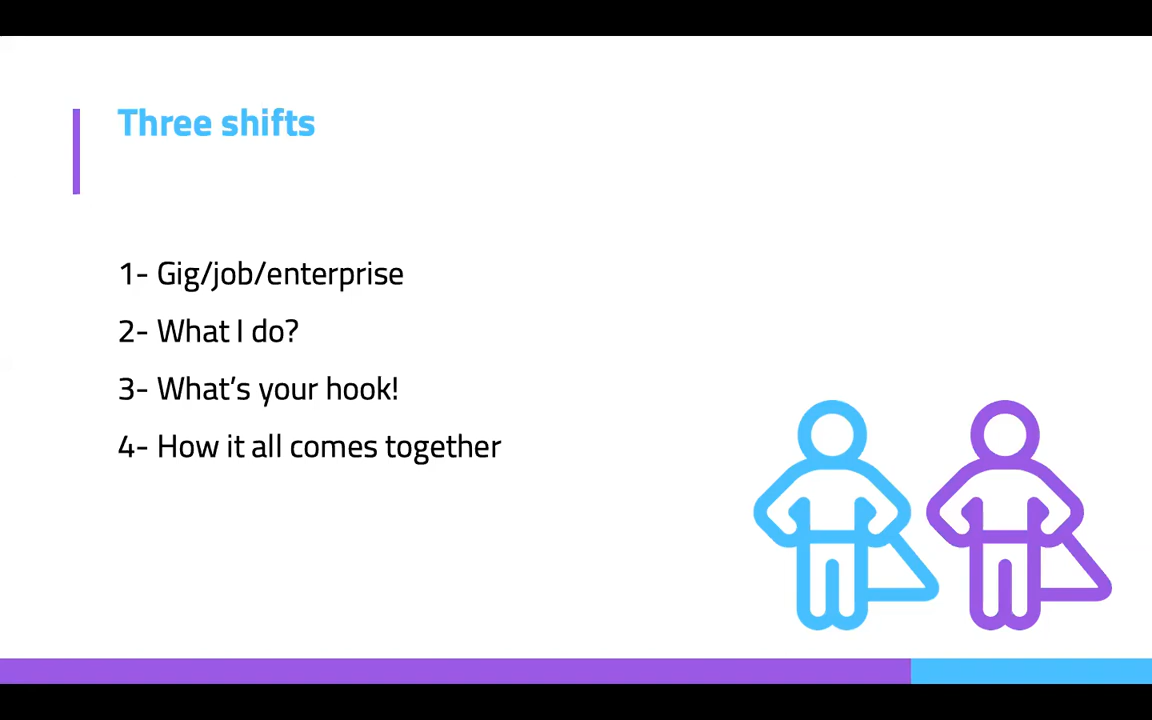 Three shifts
1- Gig/job/enterprise
2- What I do?
3- What’s your hook!
4- How it all comes together